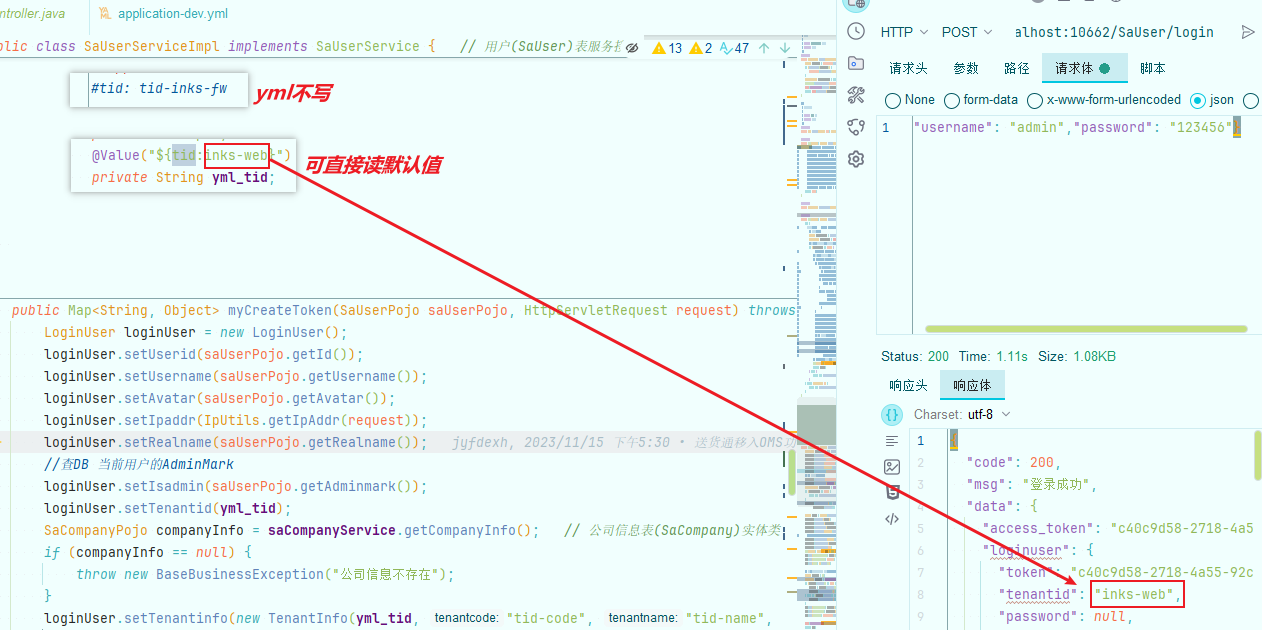 ntroller.java
application-dev.yml
blic class SaUserServiceImpl implements SaUserService { // 用户(SaUser)表服务
13 2 47
#tid: tid-inks-fw
yml不写
@Value("${tid:inks-web}")
private String yml_tid;
可直接读默认值
public Map<String, Object> myCreateToken(SaUserPojo saUserPojo, HttpServletRequest request) throws
LoginUser loginUser = new LoginUser();
loginUser.setUserid(saUserPojo.getId());
loginUser.setUsername(saUserPojo.getUsername());
loginUser.setAvatar(saUserPojo.getAvatar());
loginUser.setIpaddr(IpUtils.getIpAddr(request));
loginUser.setRealname(saUserPojo.getRealname()); jyfdexh, 2023/11/15 下午5:30 • 送货通移入OMS功
//查DB 当前用户的AdminMark
loginUser.setIsadmin(saUserPojo.getAdminmark());
loginUser.setTenantid(yml_tid);
SaCompanyPojo companyInfo = saCompanyService.getCompanyInfo(); // 公司信息表(SaCompany)实体类
if (companyInfo == null) {
throw new BaseBusinessException("公司信息不存在");
}
loginUser.setTenantinfo(new TenantInfo(yml_tid, tenantcode: "tid-code", tenantname: "tid-name",
HTTP POST alhost:10662/SaUser/login
请求头 参数 路径 请求体 脚本
None form-data x-www-form-urlencoded json
1 "username": "admin","password": "123456"}
Status: 200 Time: 1.11s Size: 1.08KB
响应头 响应体
{} Charset: utf-8
1 {
2 "code": 200,
3 "msg": "登录成功",
4 "data": {
5 "access_token": "c40c9d58-2718-4a5
6 "loginuser": {
7 "token": "c40c9d58-2718-4a55-92c
8 "tenantid": "inks-web",
9 "password": null,